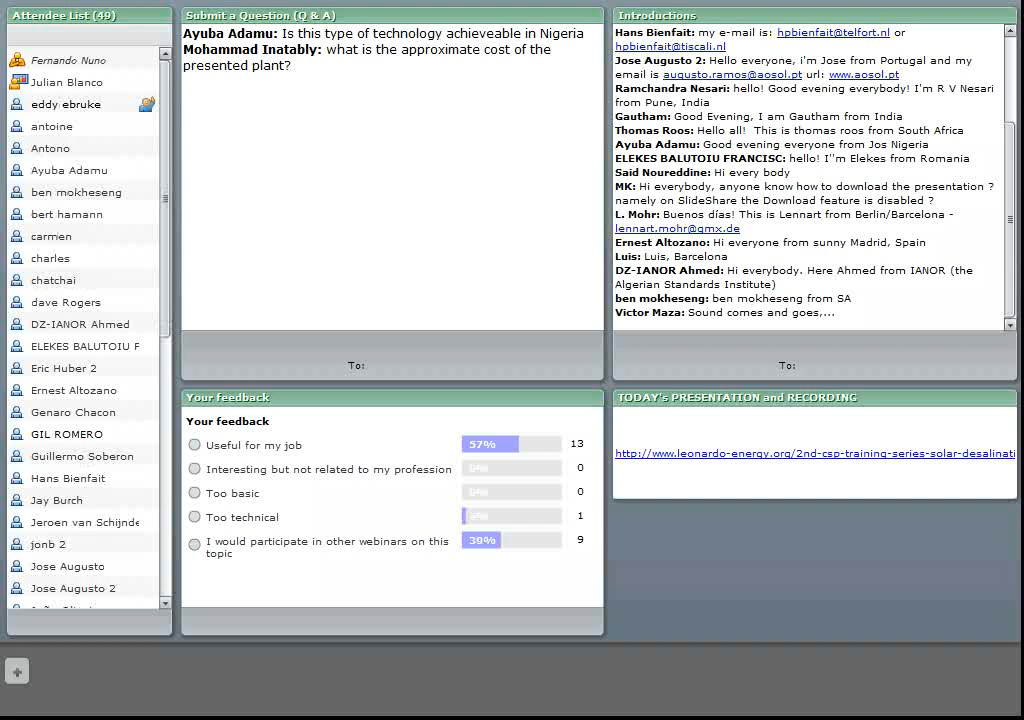 Attendee List (49)
Fernando Nuno
Julian Blanco
eddy ebruke
antoine
Antono
Ayuba Adamu
ben mokheseng
bert hamann
carmien
charles
chatchai
dave Rogers
DZ-IANOR Ahmed
ELEKES BALUTOIU F
Eric Huber 2
Ernest Altozano
Genaro Chacon
GIL ROMERO
Guillermo Soberon
Hans Bienfait
Jay Burch
Jeroen van Schijnde
jonb 2
Jose Augusto
Jose Augusto 2
Submit a Question (Q & A)
Ayuba Adamu: Is this type of technology achieveable in Nigeria
Mohammad Inatably: what is the approximate cost of the
presented plant?
To:
Your feedback
Your feedback
Useful for my job 57% 13
Interesting but not related to my profession 0% 0
Too basic 0% 0
Too technical 4% 1
I would participate in other webinars on this 39% 9
topic
Introductions
Hans Bienfait: my e-mail is: hpbienfait@telfort.nl or
hpbienfait@tiscali.nl
Jose Augusto 2: Hello everyone, i'm Jose from Portugal and my
email is augusto.ramos@aosol.pt url: www.aosol.pt
Ramchandra Nesari: hello! Good evening everybody! I'm R V Nesari
from Pune, India
Gautham: Good Evening, I am Gautham from India
Thomas Roos: Hello all! This is thomas roos from South Africa
Ayuba Adamu: Good evening everyone from Jos Nigeria
ELEKES BALUTOIU FRANCISC: hello! I''m Elekes from Romania
Said Noureddine: Hi every body
MK: Hi everybody, anyone know how to download the presentation ?
namely on SlideShare the Download feature is disabled ?
L. Mohr: Buenos días! This is Lennart from Berlin/Barcelona -
lennart.mohr@gmx.de
Ernest Altozano: Hi everyone from sunny Madrid, Spain
Luis: Luis, Barcelona
DZ-IANOR Ahmed: Hi everybody. Here Ahmed from IANOR (the
Algerian Standards Institute)
ben mokheseng: ben mokheseng from SA
Victor Maza: Sound comes and goes,...
To:
TODAY's PRESENTATION and RECORDING
http://www.leonardo-energy.org/2nd-csp-training-series-solar-desalinati